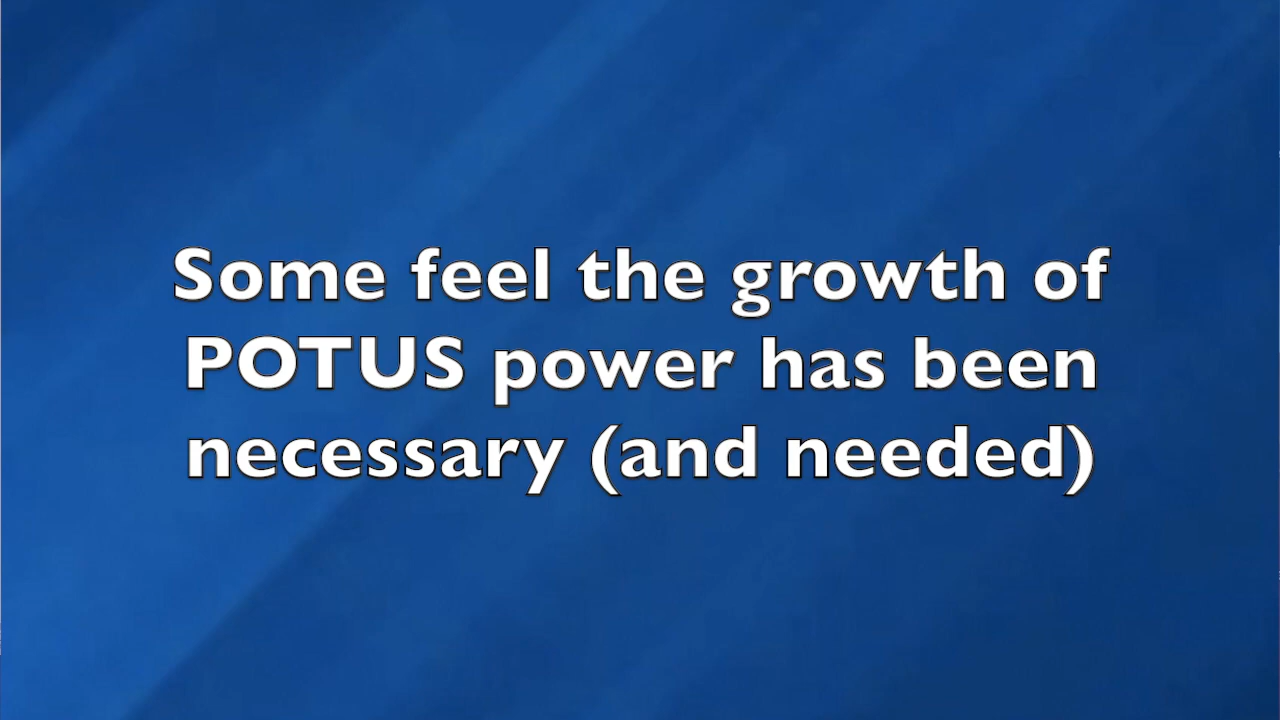 Some feel the growth of
POTUS power has been
necessary (and needed)